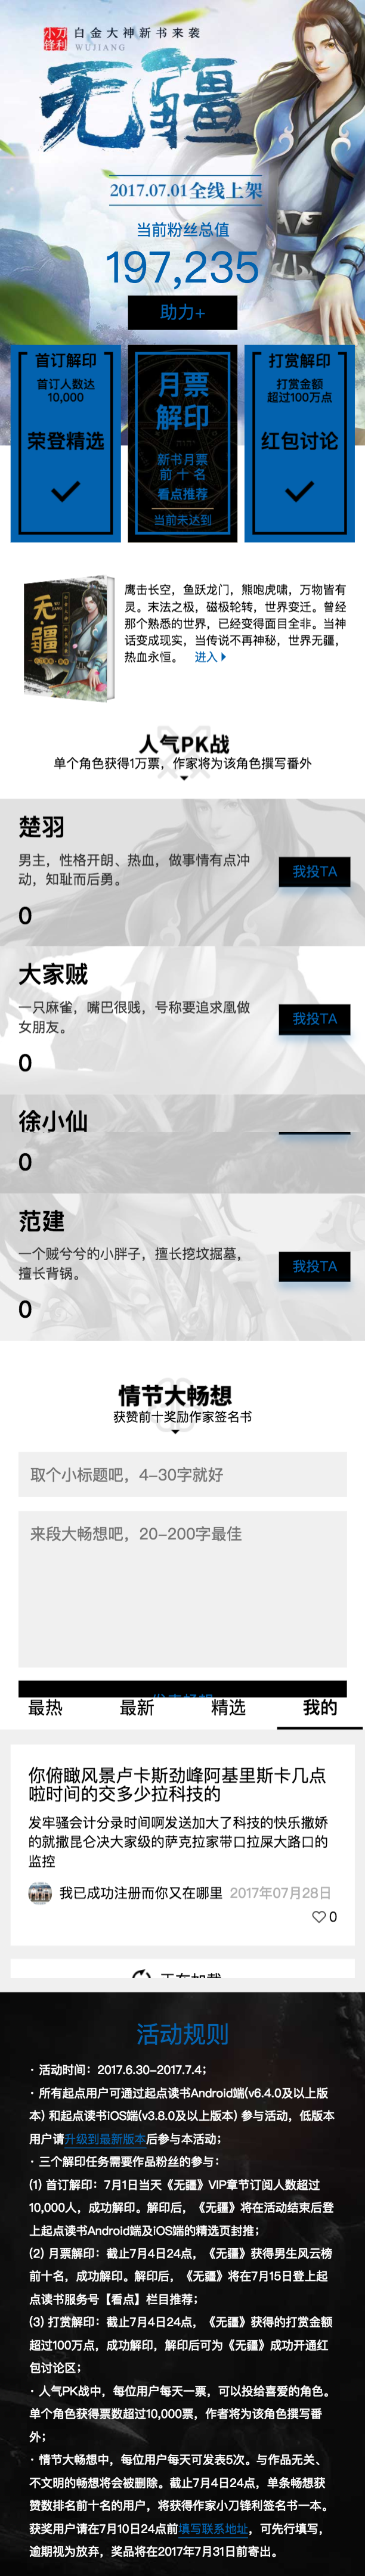 小刀锋利
白金大神新书来袭
WUJIANG
无疆
2017.07.01全线上架
当前粉丝总值
197,235
助力+
首订解印
首订人数达
10,000
荣登精选
月票
解印
新书月票
前 十 名
看点推荐
当前未达到
打赏解印
打赏金额
超过100万点
红包讨论
无疆
鹰击长空，鱼跃龙门，熊咆虎啸，万物皆有
灵。末法之极，磁极轮转，世界变迁。曾经
那个熟悉的世界，已经变得面目全非。当神
话变成现实，当传说不再神秘，世界无疆，
热血永恒。 进入
人气PK战
单个角色获得1万票，作家将为该角色撰写番外
楚羽
男主，性格开朗、热血，做事情有点冲
动，知耻而后勇。
我投TA
0
大家贼
一只麻雀，嘴巴很贱，号称要追求凰做
女朋友。
我投TA
0
徐小仙
0
范建
一个贼兮兮的小胖子，擅长挖坟掘墓，
擅长背锅。
我投TA
0
情节大畅想
获赞前十奖励作家签名书
取个小标题吧，4-30字就好
来段大畅想吧，20-200字最佳
最热 最新 精选 我的
你俯瞰风景卢卡斯劲峰阿基里斯卡几点
啦时间的交多少拉科技的
发牢骚会计分录时间啊发送加大了科技的快乐撒娇
的就撒昆仑决大家级的萨克拉家带口拉屎大路口的
监控
我已成功注册而你又在哪里 2017年07月28日
0
正在加载
活动规则
· 活动时间：2017.6.30-2017.7.4；
· 所有起点用户可通过起点读书Android端(v6.4.0及以上版
本) 和起点读书iOS端(v3.8.0及以上版本) 参与活动，低版本
用户请升级到最新版本后参与本活动；
· 三个解印任务需要作品粉丝的参与：
(1) 首订解印：7月1日当天《无疆》VIP章节订阅人数超过
10,000人，成功解印。解印后，《无疆》将在活动结束后登
上起点读书Android端及iOS端的精选页封推；
(2) 月票解印：截止7月4日24点，《无疆》获得男生风云榜
前十名，成功解印。解印后，《无疆》将在7月15日登上起
点读书服务号【看点】栏目推荐；
(3) 打赏解印：截止7月4日24点，《无疆》获得的打赏金额
超过100万点，成功解印，解印后可为《无疆》成功开通红
包讨论区；
· 人气PK战中，每位用户每天一票，可以投给喜爱的角色。
单个角色获得票数超过10,000票，作者将为该角色撰写番
外；
· 情节大畅想中，每位用户每天可发表5次。与作品无关、
不文明的畅想将会被删除。截止7月4日24点，单条畅想获
赞数排名前十名的用户，将获得作家小刀锋利签名书一本。
获奖用户请在7月10日24点前填写联系地址，可先行填写，
逾期视为放弃，奖品将在2017年7月31日前寄出。